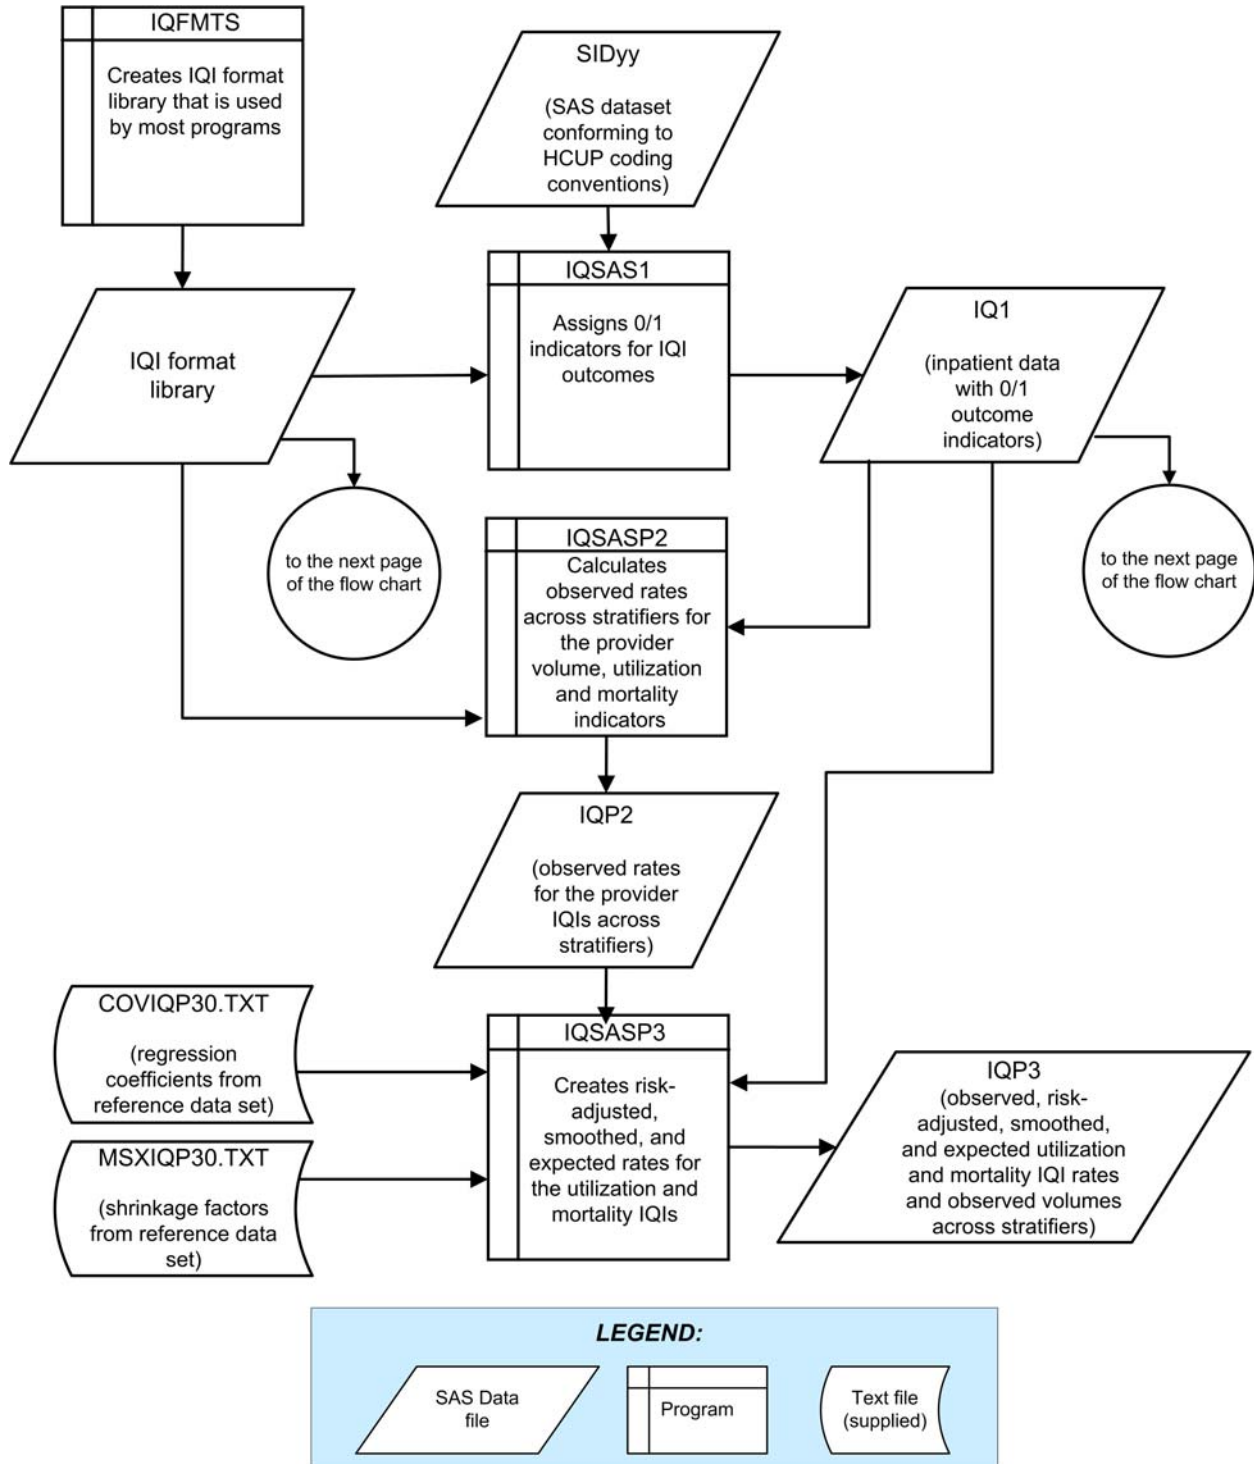 IQFMTS
Creates IQI format
library that is used
by most programs
SIDyy
(SAS dataset
conforming to
HCUP coding
conventions)
IQI format
library
IQSAS1
Assigns 0/1
indicators for IQI
outcomes
IQ1
(inpatient data
with 0/1
outcome
indicators)
to the next page
of the flow chart
IQSASP2
Calculates
observed rates
across stratifiers for
the provider
volume, utilization
and mortality
indicators
to the next page
of the flow chart
IQP2
(observed rates
for the provider
IQIs across
stratifiers)
COVIQP30.TXT
(regression
coefficients from
reference data set)
MSXIQP30.TXT
(shrinkage factors
from reference data
set)
IQSASP3
Creates risk-
adjusted,
smoothed, and
expected rates for
the utilization and
mortality IQIs
IQP3
(observed, risk-
adjusted, smoothed,
and expected utilization
and mortality IQI rates
and observed volumes
across stratifiers)
LEGEND:
SAS Data
file
Program
Text file
(supplied)